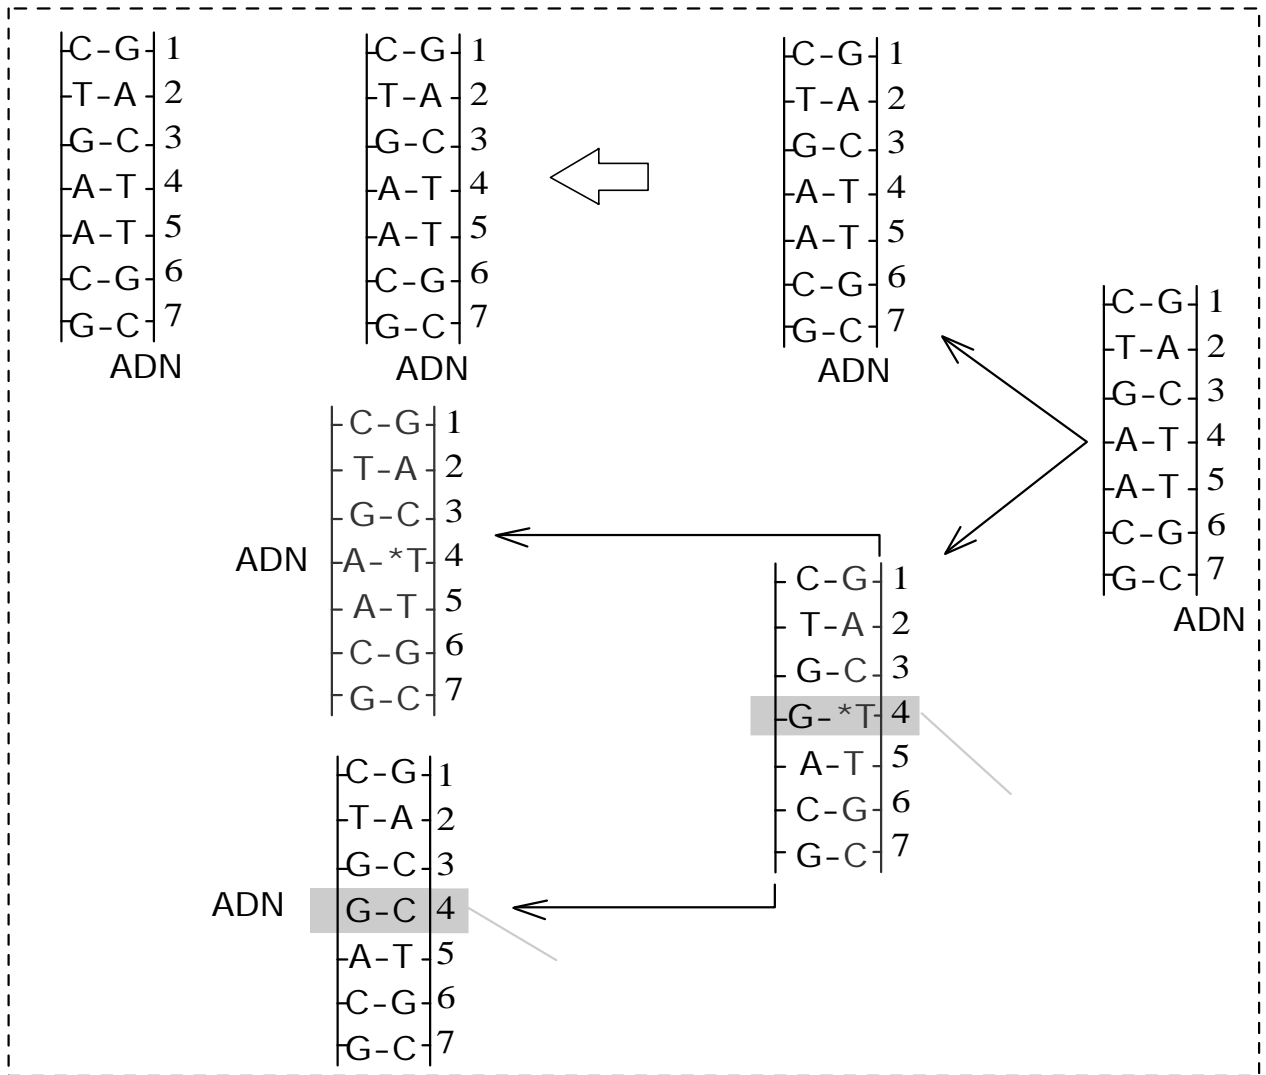 C-G 1
T-A 2
G-C 3
A-T 4
A-T 5
C-G 6
G-C 7
ADN
C-G 1
T-A 2
G-C 3
A-T 4
A-T 5
C-G 6
G-C 7
ADN
C-G 1
T-A 2
G-C 3
A-T 4
A-T 5
C-G 6
G-C 7
ADN
C-G 1
T-A 2
G-C 3
A-T 4
A-T 5
C-G 6
G-C 7
ADN
C-G 1
T-A 2
G-C 3
ADN A-*T 4
A-T 5
C-G 6
G-C 7
C-G 1
T-A 2
G-C 3
G-*T 4
A-T 5
C-G 6
G-C 7
C-G 1
T-A 2
G-C 3
ADN G-C 4
A-T 5
C-G 6
G-C 7